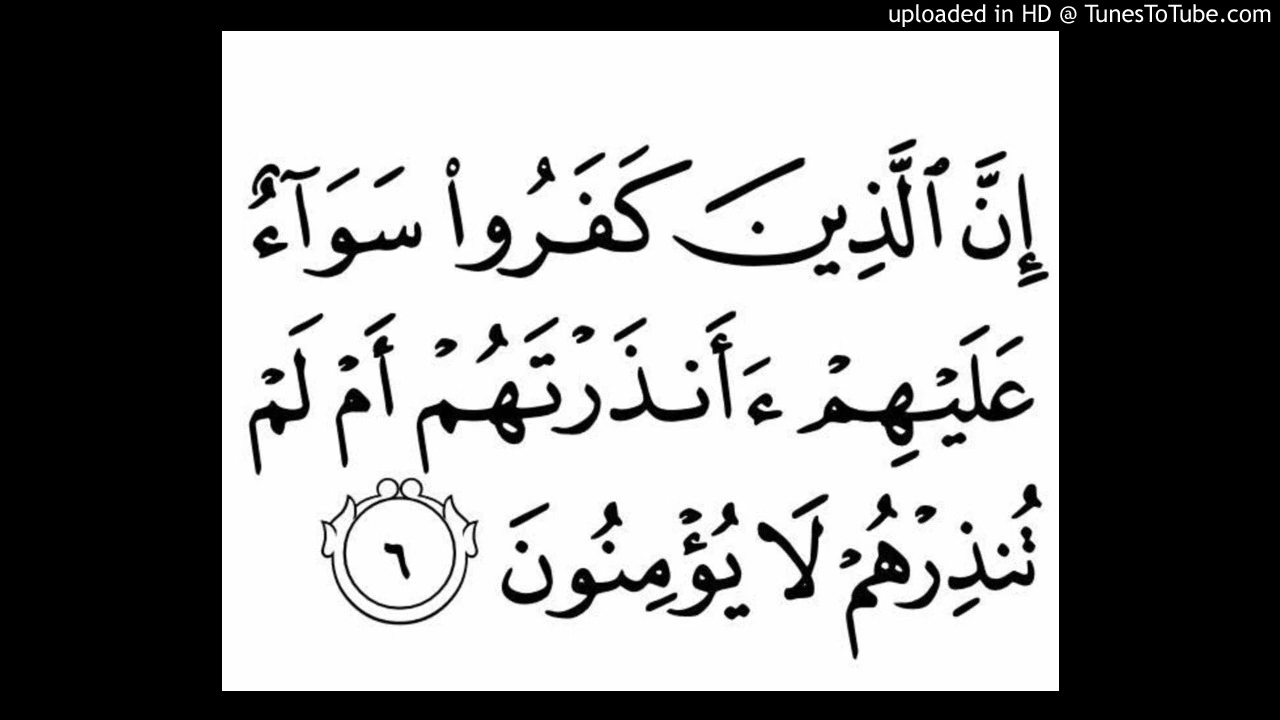 uploaded in HD @ TunesToTube.com
إِنَّ ٱلَّذِينَ كَفَرُوا۟ سَوَآءٌ
عَلَيْهِمْ ءَأَنذَرْتَهُمْ أَمْ لَمْ
تُنذِرْهُمْ لَا يُؤْمِنُونَ ٦